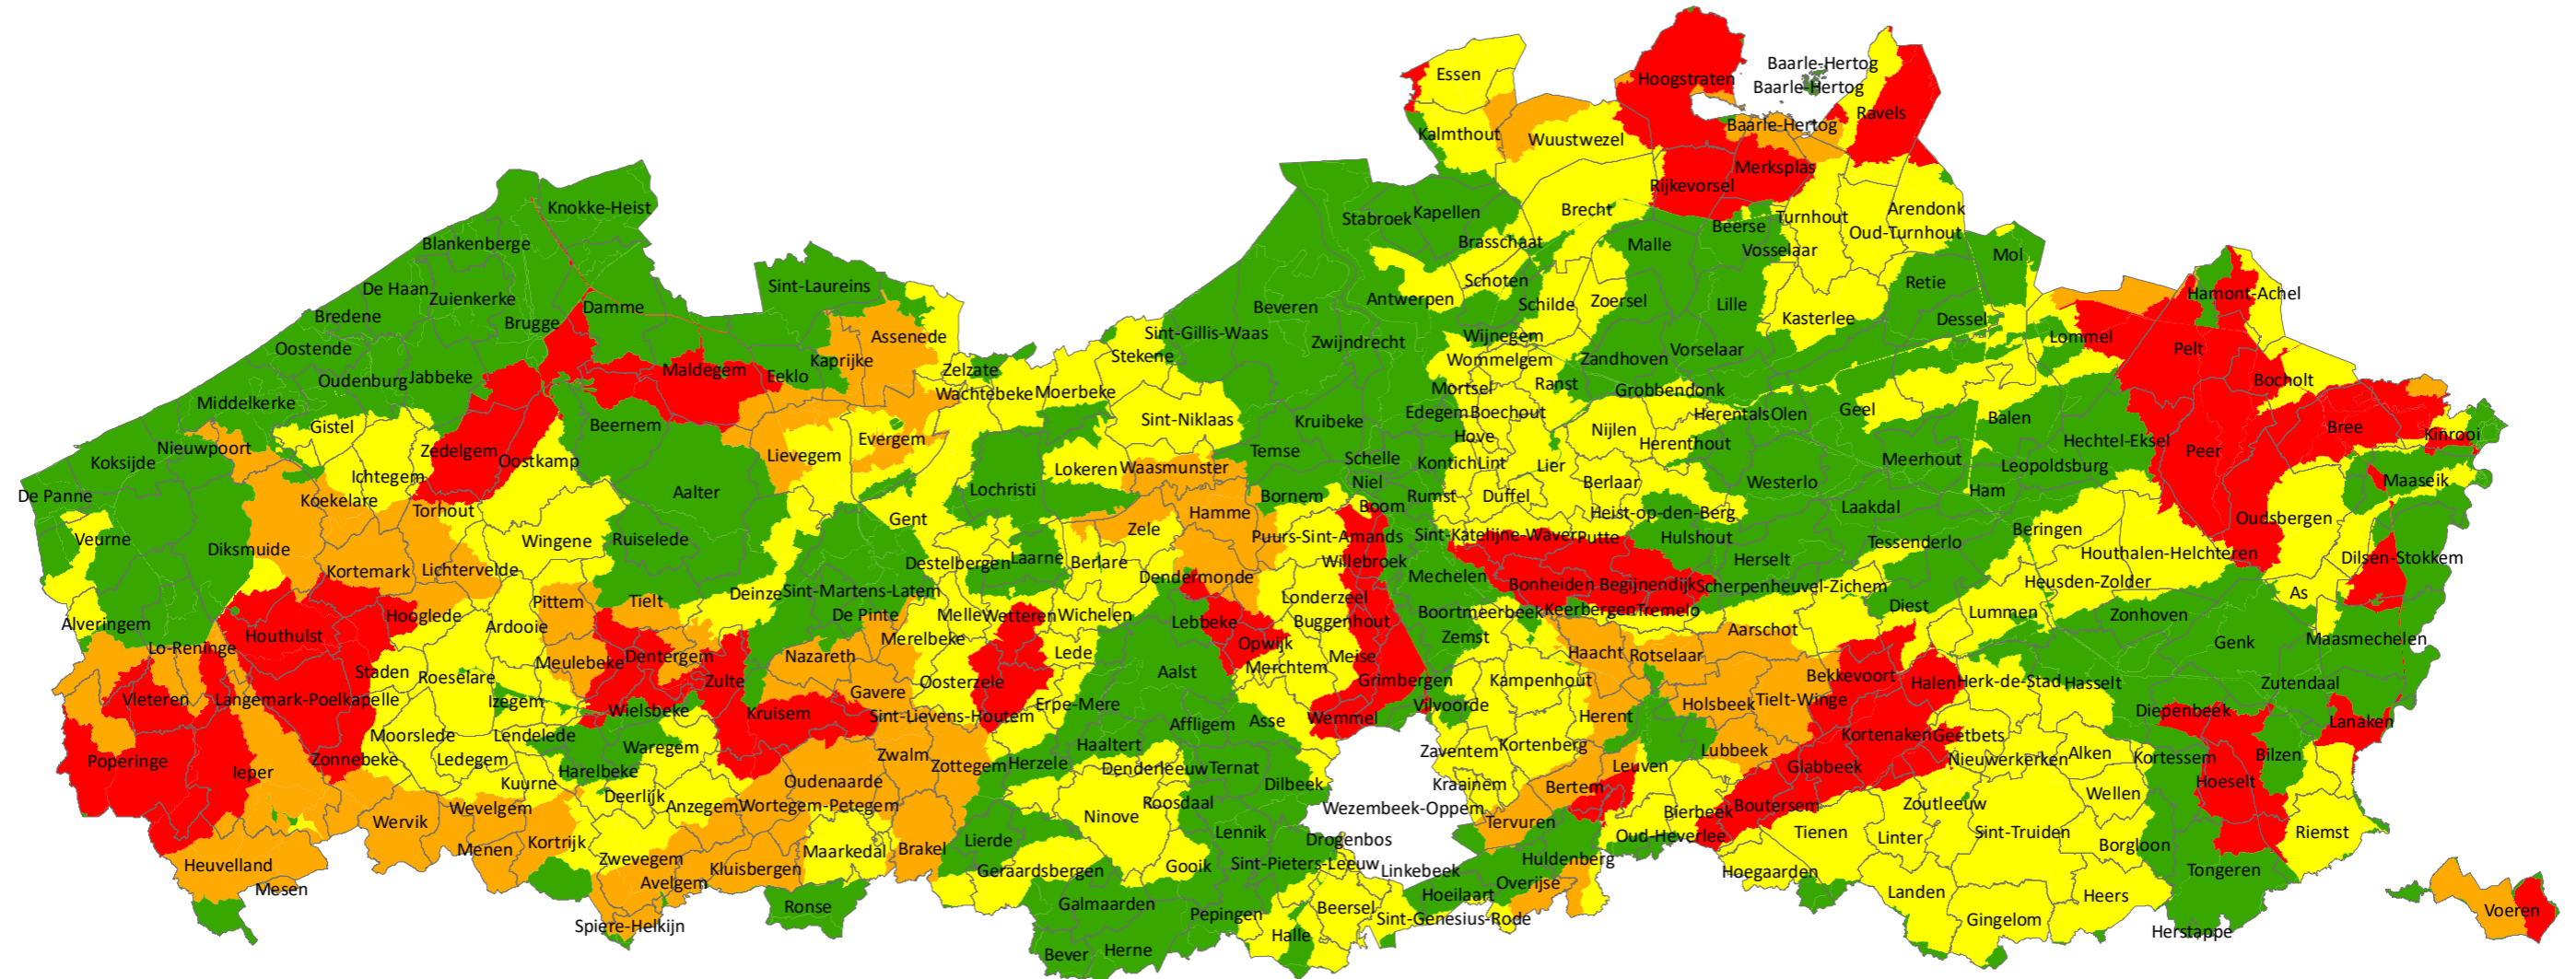 Baarle-Hertog
Essen
Hoogstraten
Baarle-Hertog
Ravels
Kalmthout
Wuustwezel
Baarle-Hertog
Merksplas
Rijkevorsel
Knokke-Heist
Stabroek
Kapellen
Brecht
Turnhout
Arendonk
Blankenberge
Brasschaat
Malle
Beerse
Vosselaar
Oud-Turnhout
Mol
De Haan
Zuienkerke
Sint-Laureins
Schoten
Retie
Hamont-Achel
Bredene
Brugge
Damme
Beveren
Antwerpen
Schilde
Zoersel
Lille
Kasterlee
Dessel
Oostende
Assenede
Sint-Gillis-Waas
Zwijndrecht
Wijnegem
Lommel
Pelt
Oudenburg
Jabbeke
Maldegem
Eeklo
Kaprijke
Zelzate
Stekene
Wommelgem
Zandhoven
Vorselaar
Bocholt
Middelkerke
Wachtebeke
Moerbeke
Mortsel
Ranst
Grobbendonk
Gistel
Beernem
Evergem
Sint-Niklaas
Kruibeke
Edegem
Boechout
Herentals
Olen
Geel
Balen
Bree
Nieuwpoort
Koksijde
Zedelgem
Oostkamp
Lievegem
Temse
Schelle
Hove
Nijlen
Herenthout
Hechtel-Eksel
Peer
Kinrooi
De Panne
Ichtegem
Koekelare
Aalter
Lochristi
Lokeren
Waasmunster
Niel
Kontich
Lint
Lier
Berlaar
Westerlo
Meerhout
Leopoldsburg
Maaseik
Torhout
Bornem
Boom
Rumst
Duffel
Laakdal
Ham
Veurne
Diksmuide
Wingene
Ruiselede
Gent
Zele
Hamme
Puurs-Sint-Amands
Sint-Katelijne-Waver
Putte
Heist-op-den-Berg
Hulshout
Tessenderlo
Beringen
Oudsbergen
Kortemark
Lichtervelde
Destelbergen
Laarne
Berlare
Dendermonde
Willebroek
Mechelen
Bonheiden
Begijnendijk
Herselt
Scherpenheuvel-Zichem
Houthalen-Helchteren
Heusden-Zolder
Dilsen-Stokkem
Alveringem
Hooglede
Pittem
Tielt
Deinze
Sint-Martens-Latem
De Pinte
Melle
Wetteren
Wichelen
Lebbeke
Londerzeel
Buggenhout
Boortmeerbeek
Keerbergen
Tremelo
Diest
Lummen
Zonhoven
As
Lo-Reninge
Houthulst
Ardooie
Merelbeke
Opwijk
Zemst
Aarschot
Genk
Maasmechelen
Staden
Meulebeke
Dentergem
Nazareth
Lede
Aalst
Merchtem
Meise
Haacht
Rotselaar
Vleteren
Langemark-Poelkapelle
Roeselare
Izegem
Zulte
Gavere
Oosterzele
Erpe-Mere
Grimbergen
Kampenhout
Holsbeek
Tielt-Winge
Bekkevoort
Halen
Herk-de-Stad
Hasselt
Zutendaal
Wielsbeke
Kruisem
Sint-Lievens-Houtem
Affligem
Asse
Wemmel
Vilvoorde
Herent
Diepenbeek
Lanaken
Moorslede
Lendelede
Waregem
Zwalm
Haaltert
Zaventem
Kortenberg
Lubbeek
Kortenaken
Geetbets
Poperinge
Ieper
Zonnebeke
Ledegem
Harelbeke
Zottegem
Herzele
Denderleeuw
Ternat
Dilbeek
Kraainem
Leuven
Glabbeek
Nieuwerkerken
Alken
Kortessem
Bilzen
Kuurne
Deerlijk
Oudenaarde
Bertem
Hoeselt
Wervik
Wevelgem
Anzegem
Wortegem-Petegem
Ninove
Roosdaal
Wezembeek-Oppem
Tervuren
Bierbeek
Boutersem
Zoutleeuw
Wellen
Menen
Kortrijk
Zwevegem
Maarkedal
Brakel
Lierde
Lennik
Drogenbos
Oud-Heverlee
Tienen
Linter
Sint-Truiden
Borgloon
Riemst
Heuvelland
Mesen
Avelgem
Kluisbergen
Geraardsbergen
Gooik
Sint-Pieters-Leeuw
Linkebeek
Huldenberg
Hoegaarden
Tongeren
Spiere-Helkijn
Ronse
Galmaarden
Pepingen
Beersel
Hoeilaart
Overijse
Sint-Genesius-Rode
Landen
Heers
Gingelom
Herstappe
Voeren
Bever
Herne
Halle